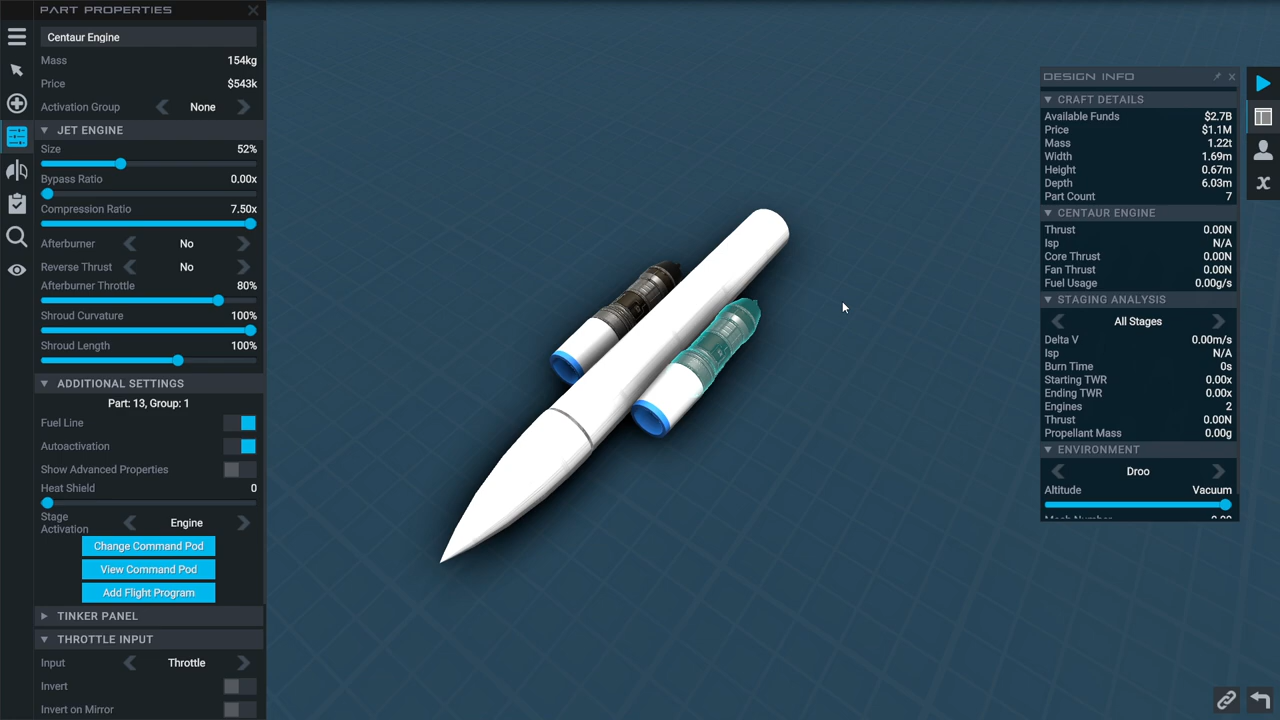 PART PROPERTIES
Centaur Engine
Mass 154kg
Price $543k
Activation Group None
JET ENGINE
Size 52%
Bypass Ratio 0.00x
Compression Ratio 7.50x
Afterburner No
Reverse Thrust No
Afterburner Throttle 80%
Shroud Curvature 100%
Shroud Length 100%
ADDITIONAL SETTINGS
Part: 13, Group: 1
Fuel Line
Autoactivation
Show Advanced Properties
Heat Shield 0
Stage
Activation Engine
Change Command Pod
View Command Pod
Add Flight Program
TINKER PANEL
THROTTLE INPUT
Input Throttle
Invert
Invert on Mirror
DESIGN INFO
CRAFT DETAILS
Available Funds $2.7B
Price $1.1M
Mass 1.22t
Width 1.69m
Height 0.67m
Depth 6.03m
Part Count 7
CENTAUR ENGINE
Thrust 0.00N
Isp N/A
Core Thrust 0.00N
Fan Thrust 0.00N
Fuel Usage 0.00g/s
STAGING ANALYSIS
All Stages
Delta V 0.00m/s
Isp N/A
Burn Time 0s
Starting TWR 0.00x
Ending TWR 0.00x
Engines 2
Thrust 0.00N
Propellant Mass 0.00g
ENVIRONMENT
Droo
Altitude Vacuum